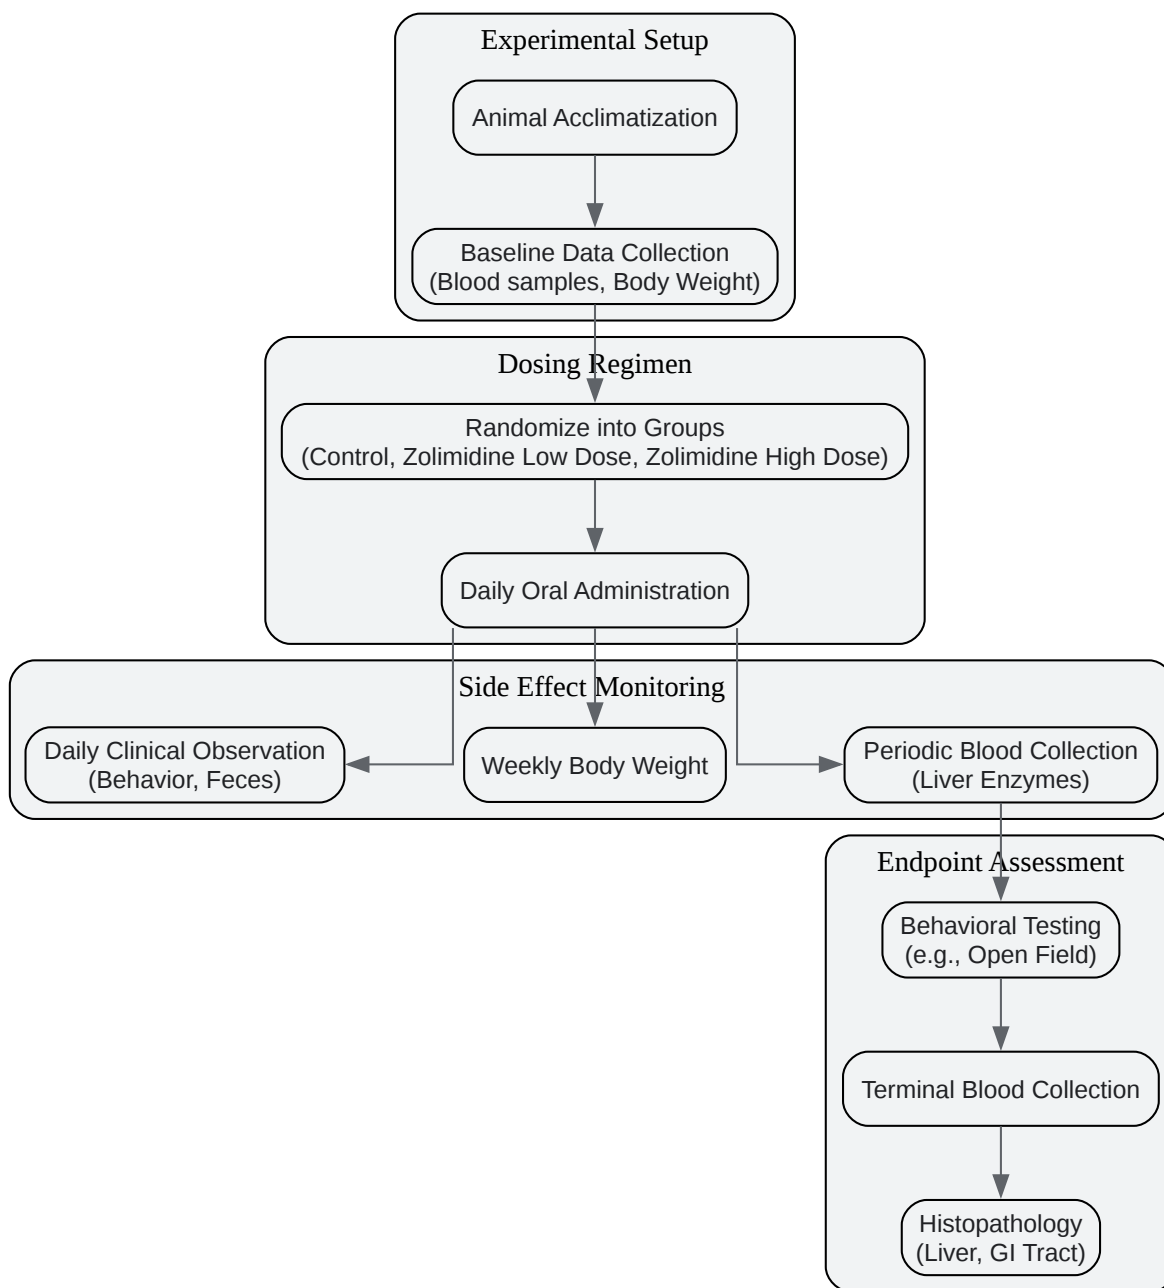 Experimental Setup
Animal Acclimatization
Baseline Data Collection
(Blood samples, Body Weight)
Dosing Regimen
Randomize into Groups
(Control, Zolimidine Low Dose, Zolimidine High Dose)
Daily Oral Administration
Side Effect Monitoring
Daily Clinical Observation
(Behavior, Feces)
Weekly Body Weight
Periodic Blood Collection
(Liver Enzymes)
Endpoint Assessment
Behavioral Testing
(e.g., Open Field)
Terminal Blood Collection
Histopathology
(Liver, GI Tract)